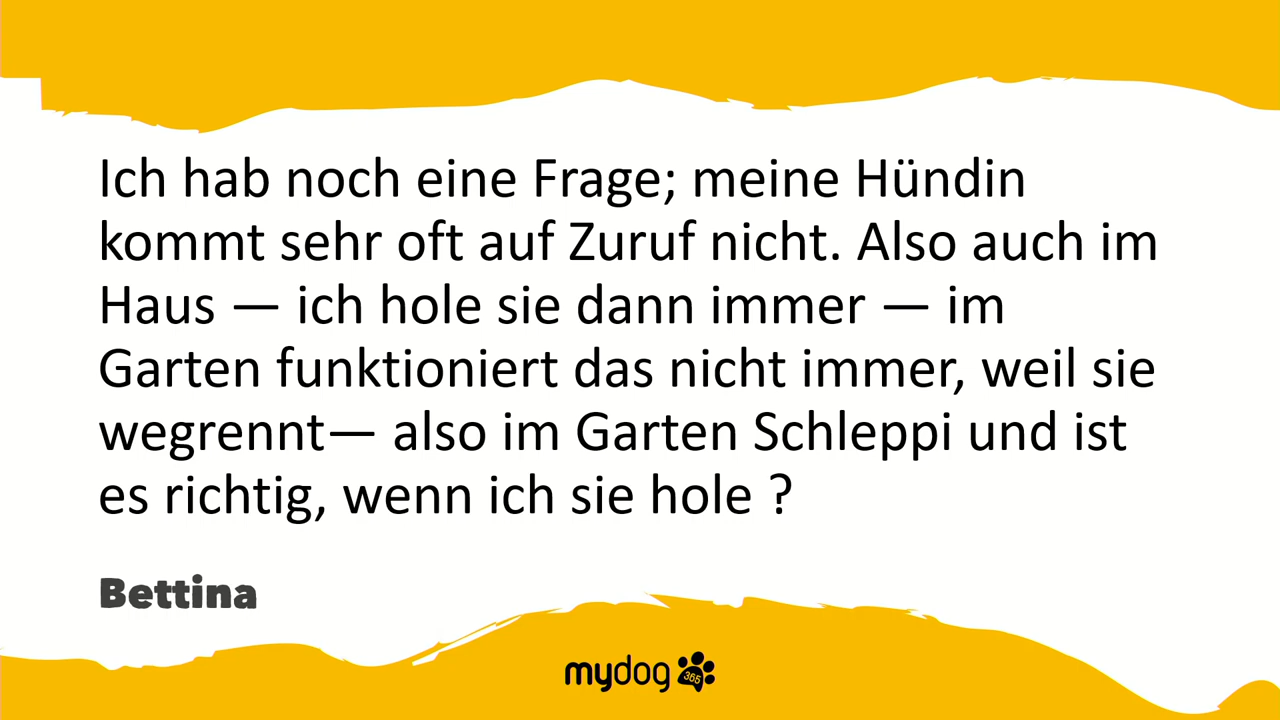 Ich hab noch eine Frage; meine Hündin
kommt sehr oft auf Zuruf nicht. Also auch im
Haus — ich hole sie dann immer — im
Garten funktioniert das nicht immer, weil sie
wegrennt— also im Garten Schleppi und ist
es richtig, wenn ich sie hole ?
Bettina
mydog 365